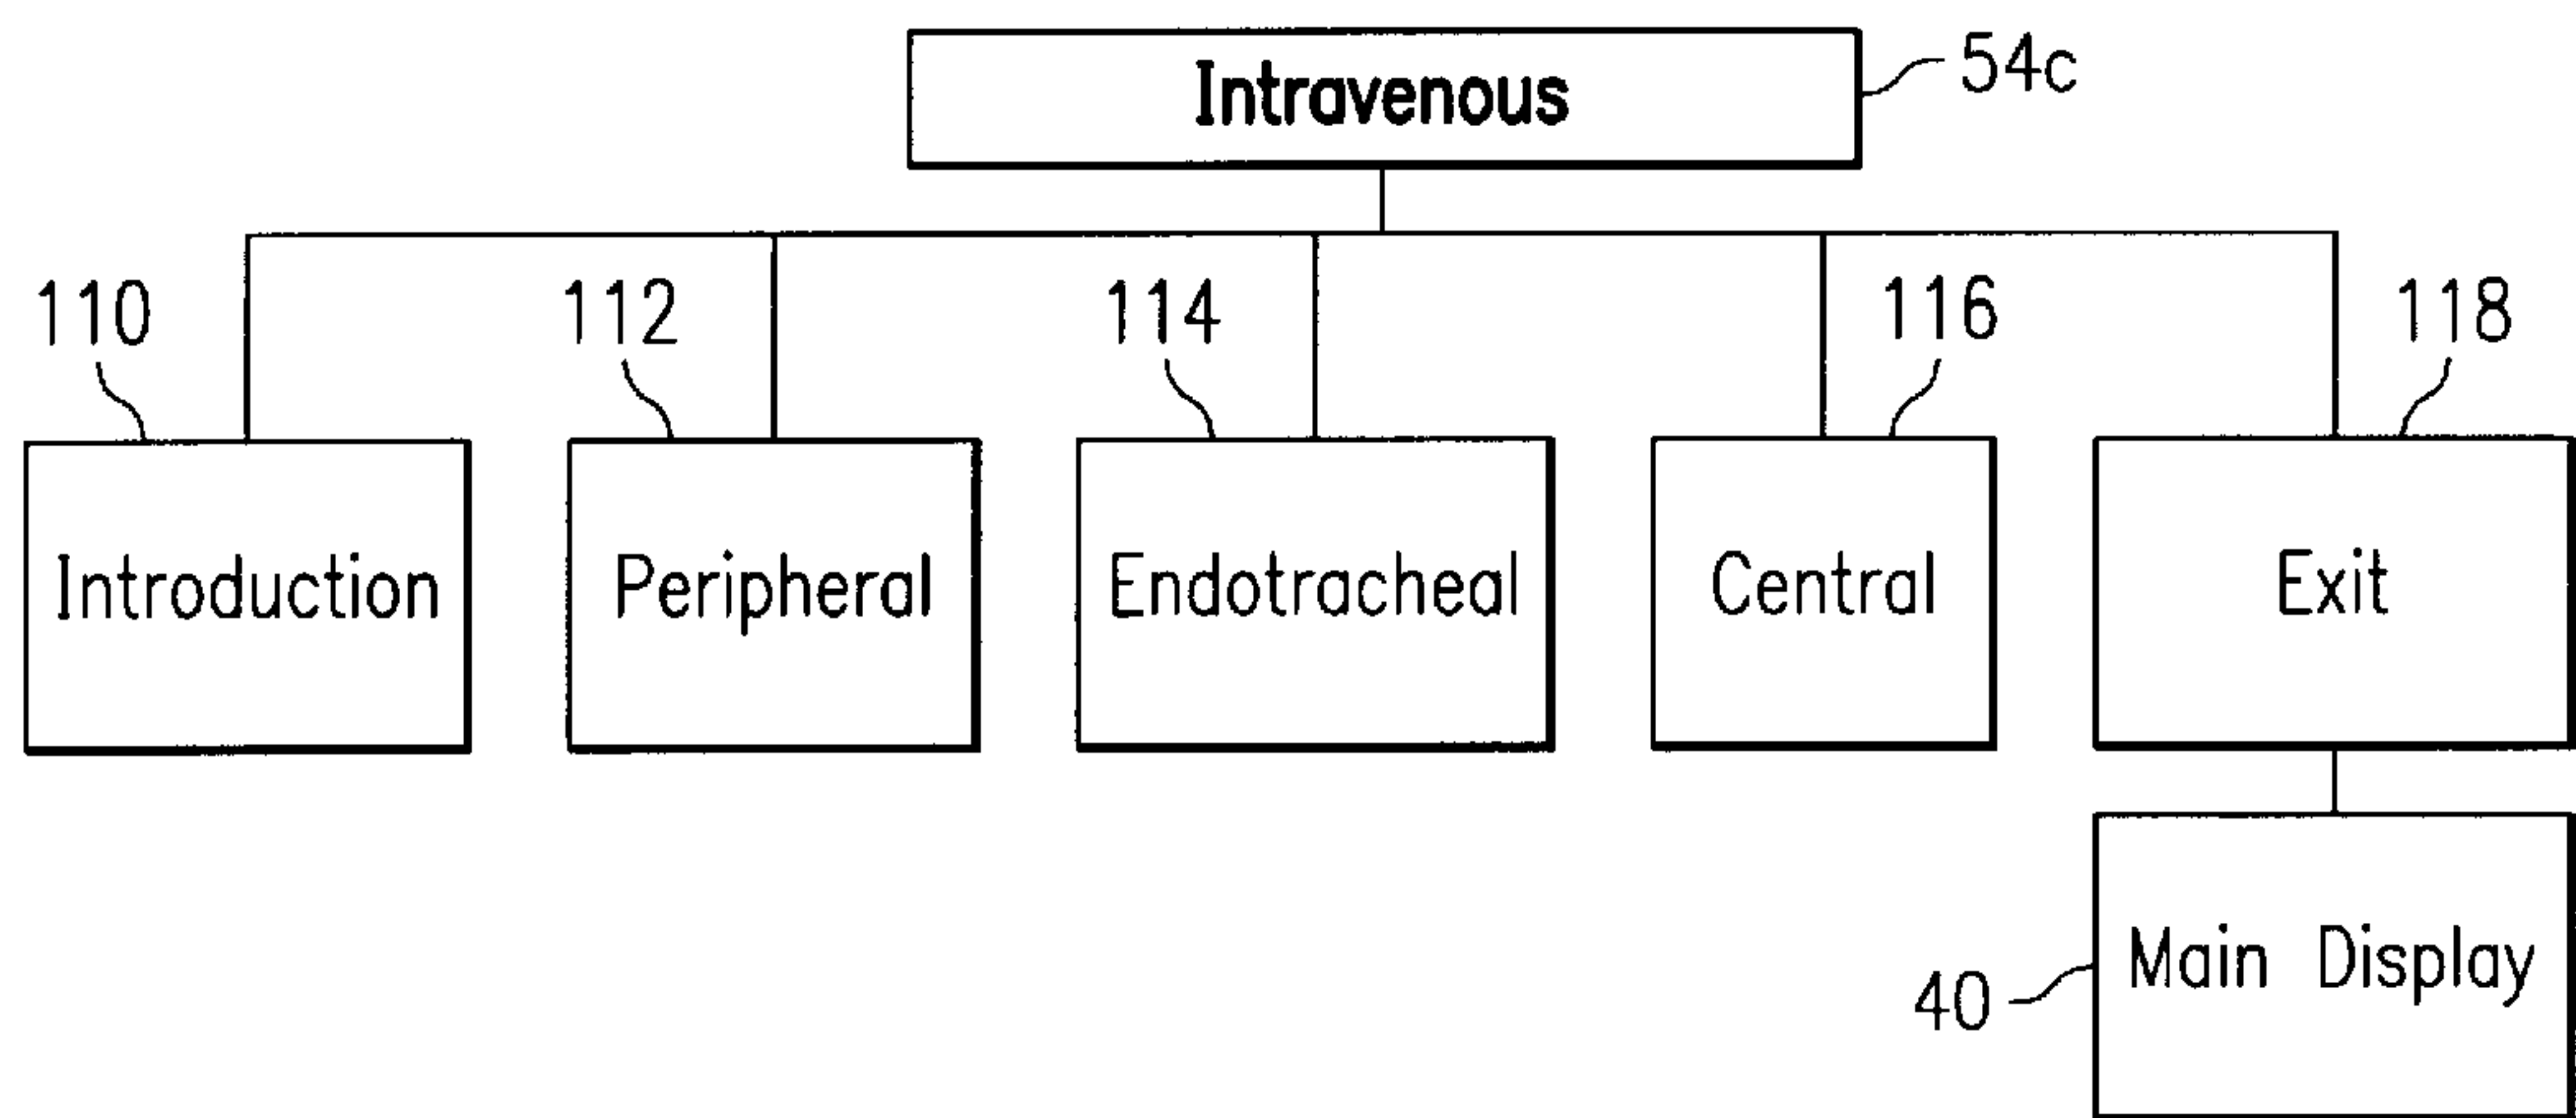 Intravenous
54c
110
112
114
116
118
Introduction
Peripheral
Endotracheal
Central
Exit
40
Main Display